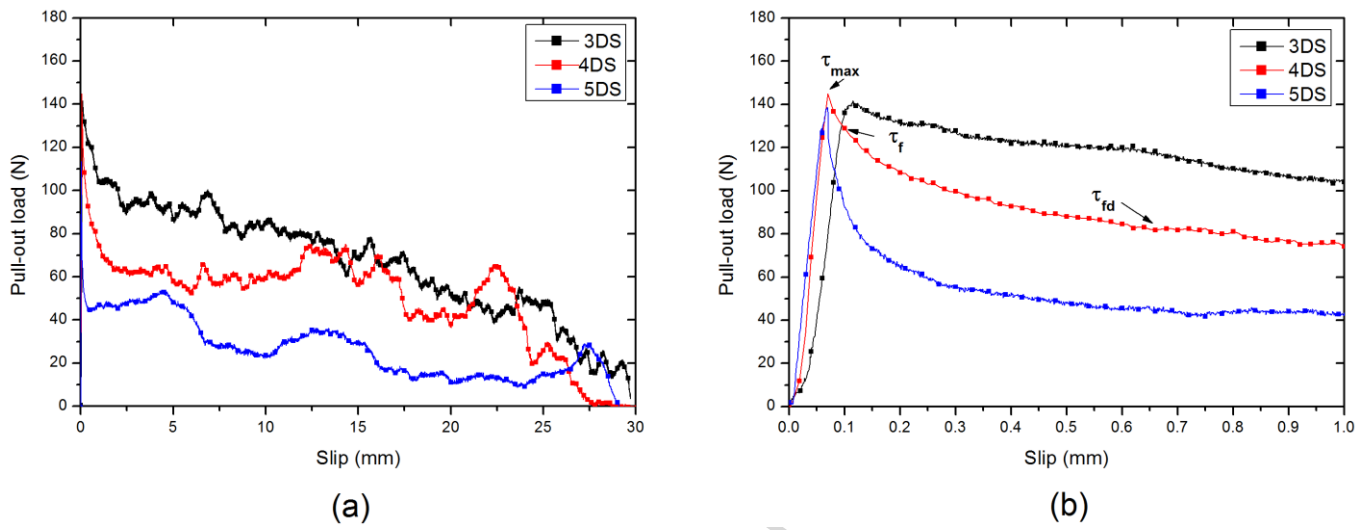 180
160
140
120
100
80
60
40
20
0
Pull-out load (N)
3DS
4DS
5DS
0 5 10 15 20 25 30
Slip (mm)
(a)
180
160
140
120
100
80
60
40
20
0
Pull-out load (N)
3DS
4DS
5DS
τmax
τf
τfd
0.0 0.1 0.2 0.3 0.4 0.5 0.6 0.7 0.8 0.9 1.0
Slip (mm)
(b)